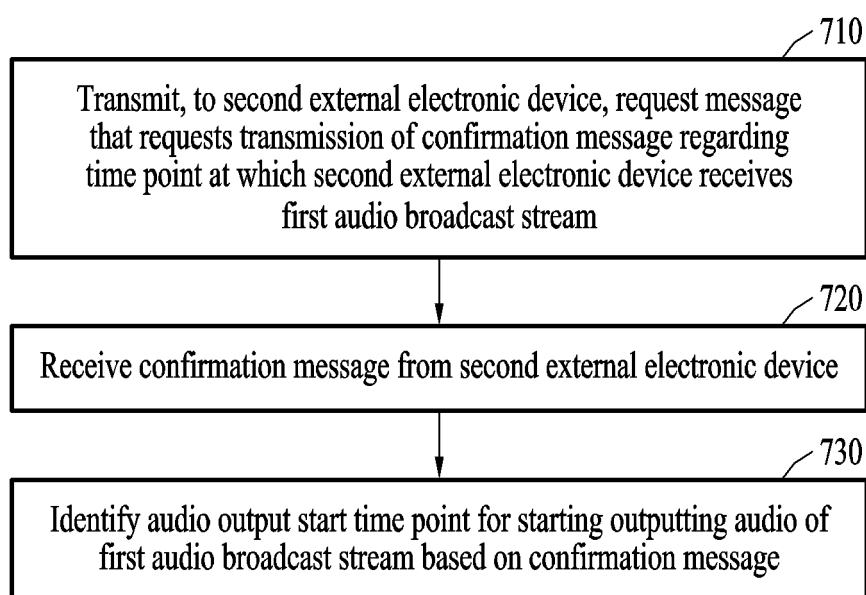 710
Transmit, to second external electronic device, request message
that requests transmission of confirmation message regarding
time point at which second external electronic device receives
first audio broadcast stream
720
Receive confirmation message from second external electronic device
730
Identify audio output start time point for starting outputting audio of
first audio broadcast stream based on confirmation message